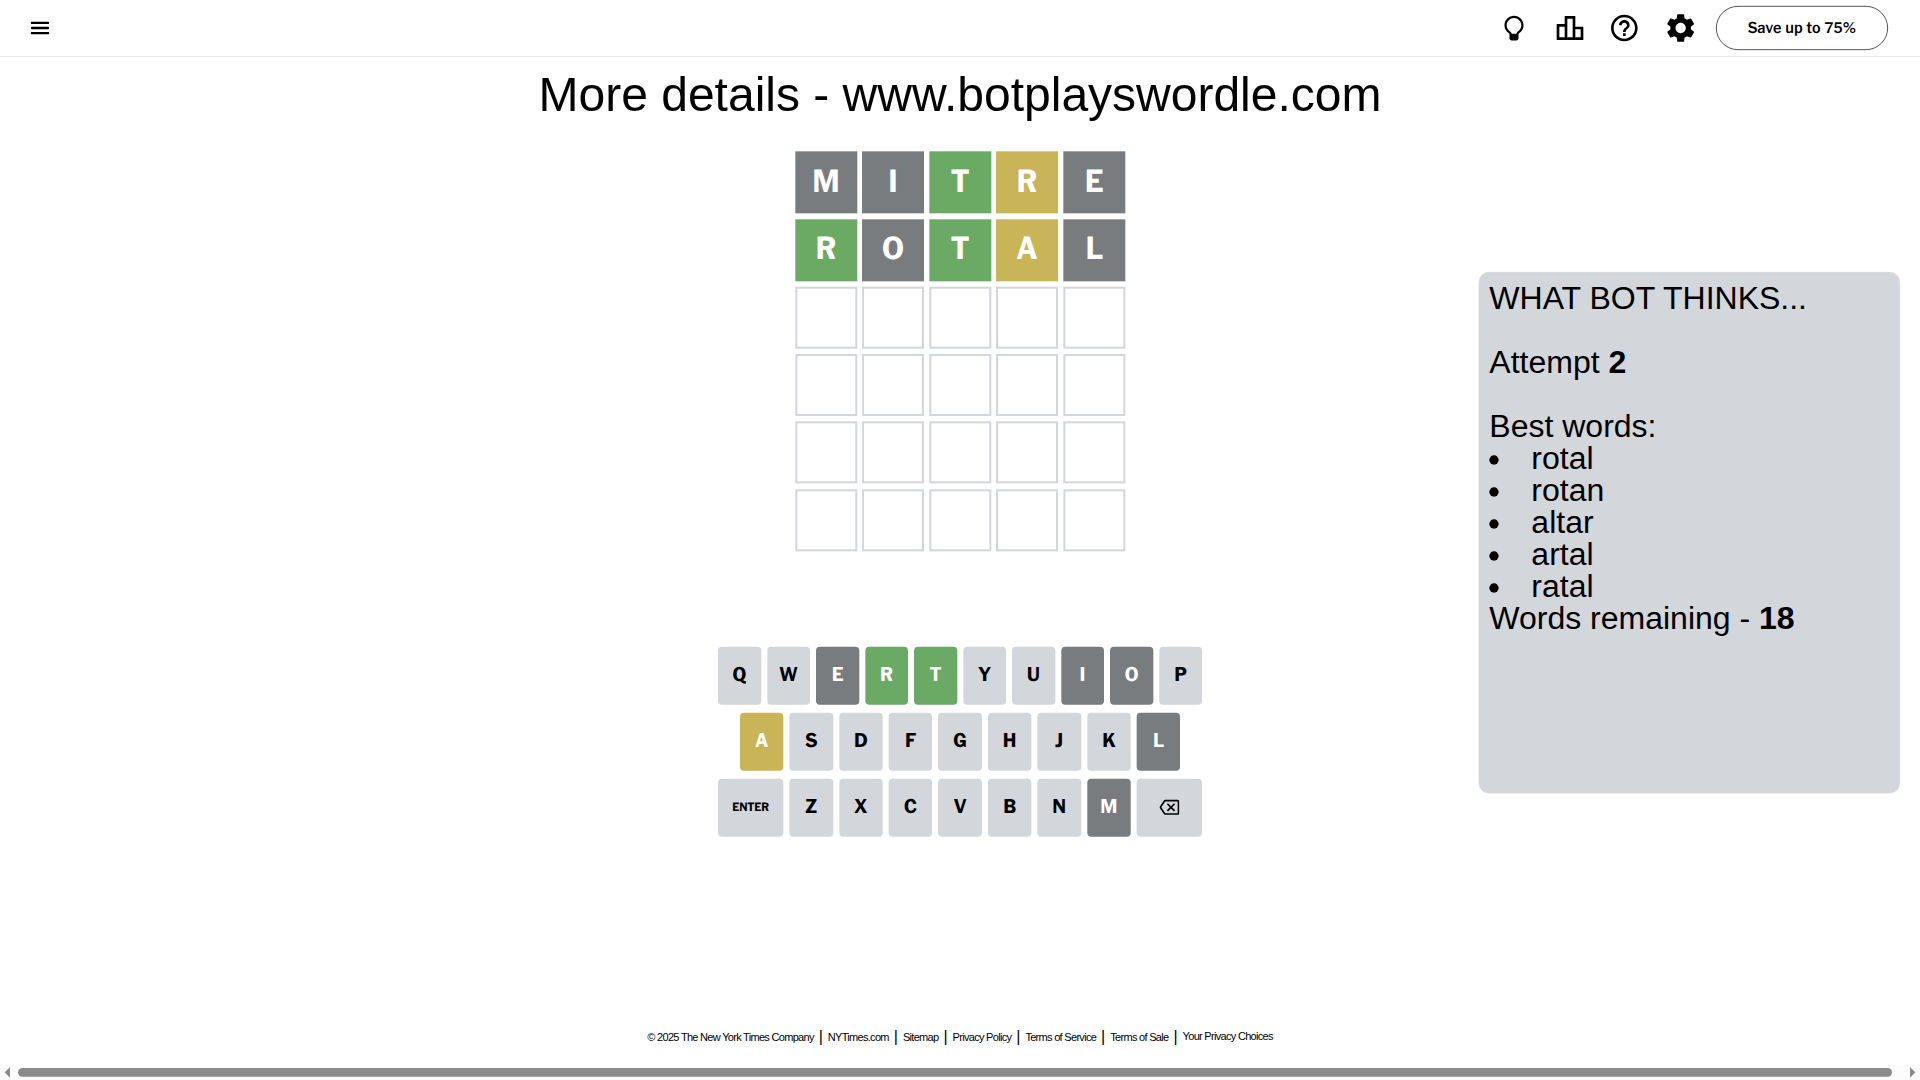 Save up to 75%
More details - www.botplayswordle.com
M I T R E
R O T A L
WHAT BOT THINKS...
Attempt 2
Best words:
• rotal
• rotan
• altar
• artal
• ratal
Words remaining - 18
Q W E R T Y U I O P
A S D F G H J K L
ENTER Z X C V B N M
© 2025 The New York Times Company | NYTimes.com | Sitemap | Privacy Policy | Terms of Service | Terms of Sale | Your Privacy Choices